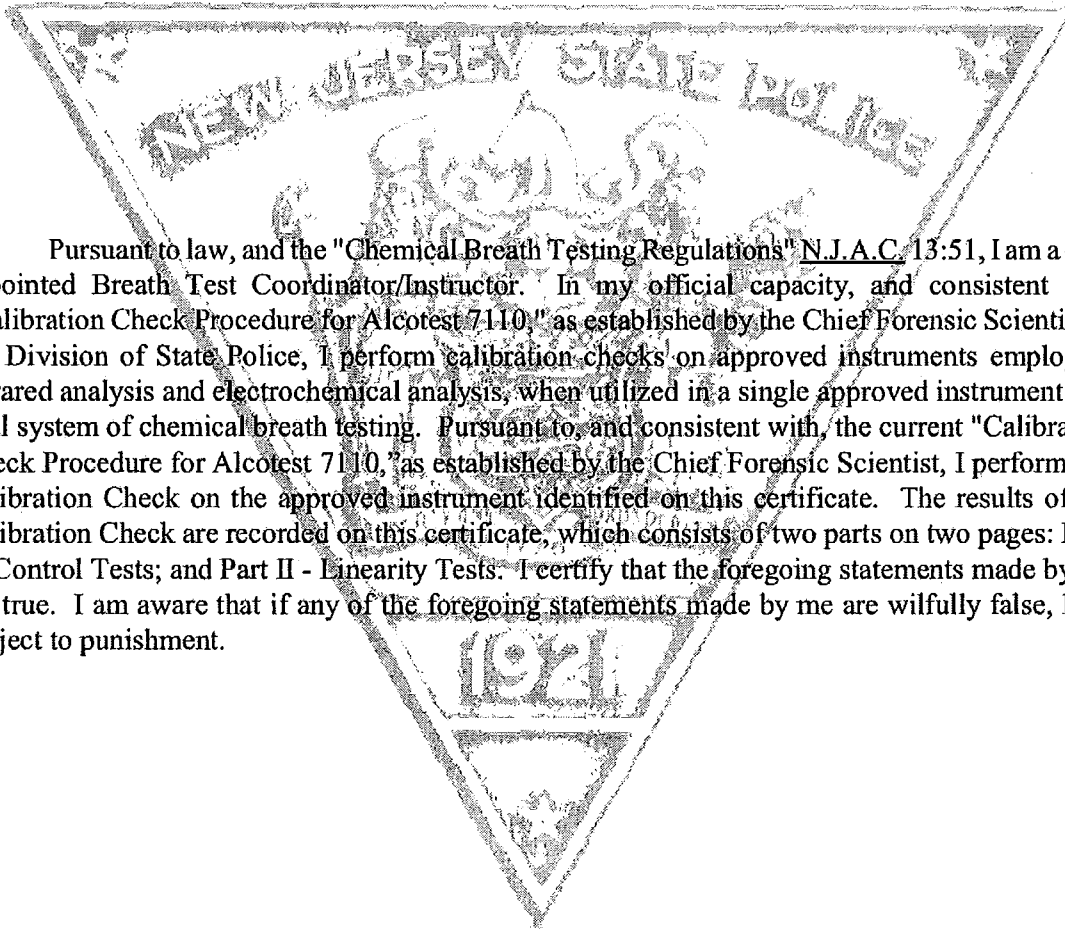 NEW JERSEY STATE POLICE
Pursuant to law, and the "Chemical Breath Testing Regulations" N.J.A.C. 13:51, I am a
ointed Breath Test Coordinator/Instructor. In my official capacity, and consistent
alibration Check Procedure for Alcotest 7110," as established by the Chief Forensic Scienti
Division of State Police, I perform calibration checks on approved instruments emplo
ared analysis and electrochemical analysis, when utilized in a single approved instrument
l system of chemical breath testing. Pursuant to, and consistent with, the current "Calibra
eck Procedure for Alcotest 7110," as established by the Chief Forensic Scientist, I perform
libration Check on the approved instrument identified on this certificate. The results of
libration Check are recorded on this certificate, which consists of two parts on two pages:
Control Tests; and Part II - Linearity Tests. I certify that the foregoing statements made by
true. I am aware that if any of the foregoing statements made by me are wilfully false,
ject to punishment.
1921